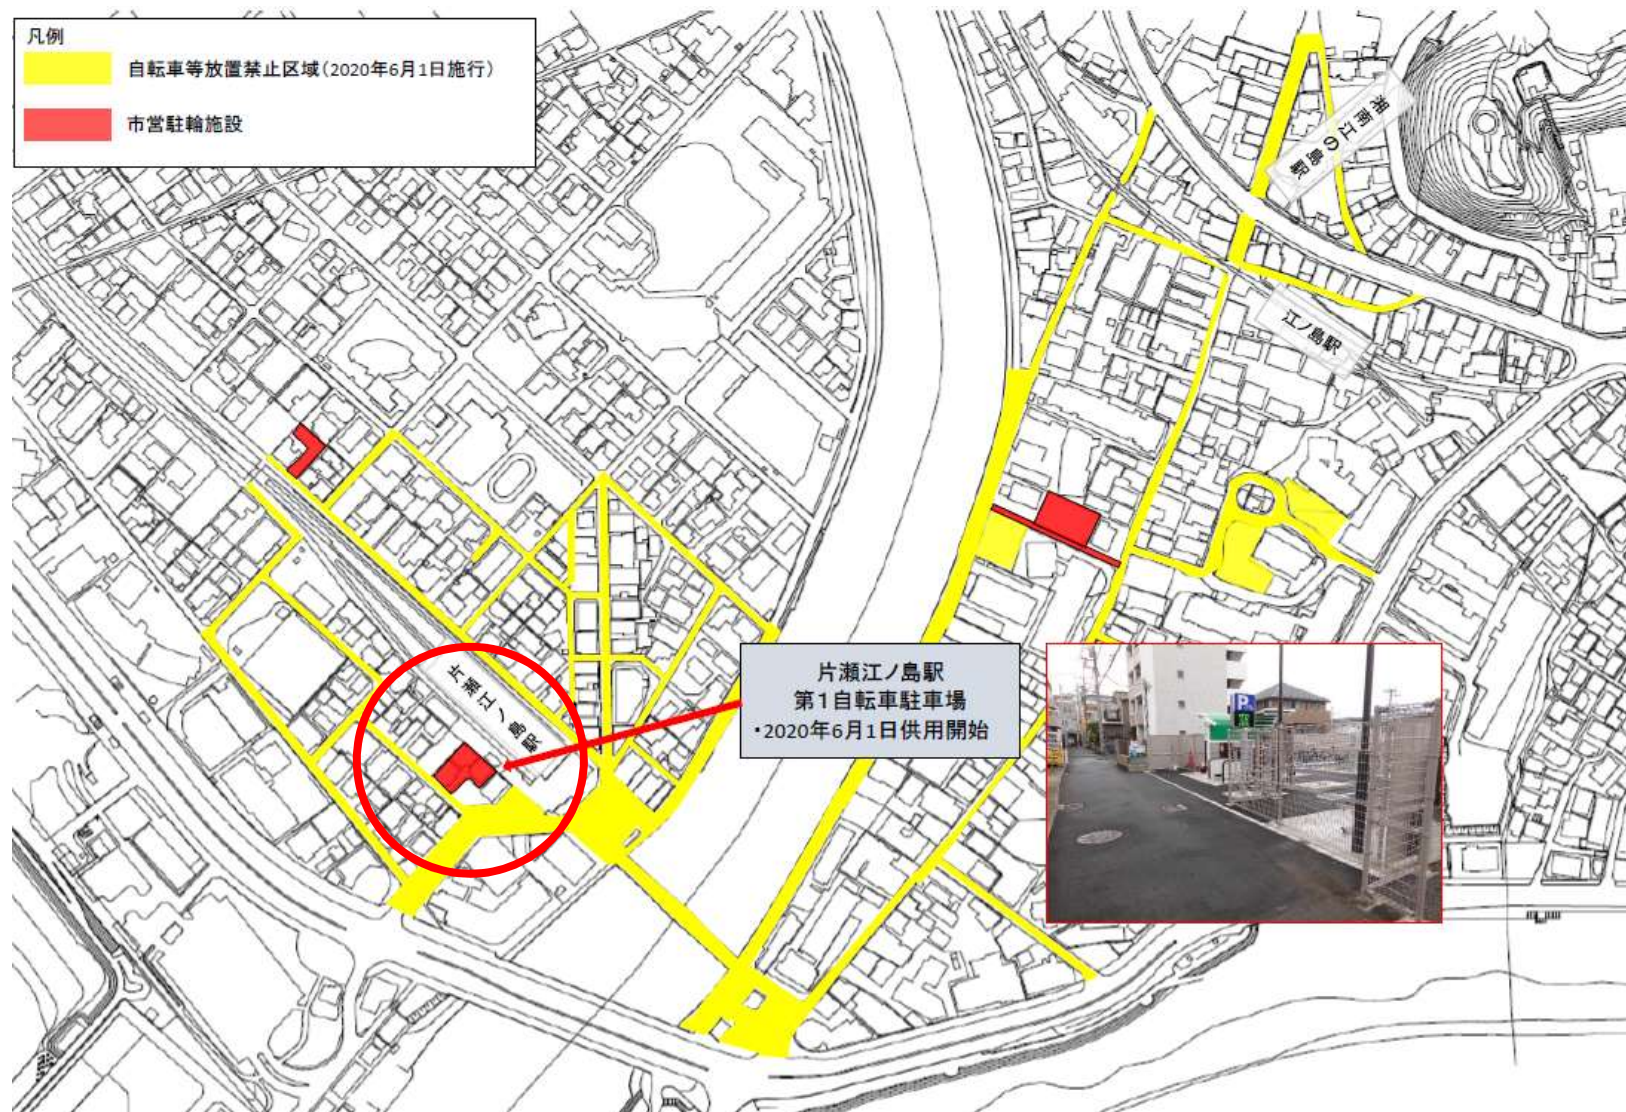 凡例
自転車等放置禁止区域(2020年6月1日施行)
市営駐輪施設
湘南江の島駅
江ノ島駅
片瀬江ノ島駅
片瀬江ノ島駅
第1自転車駐車場
・2020年6月1日供用開始
P